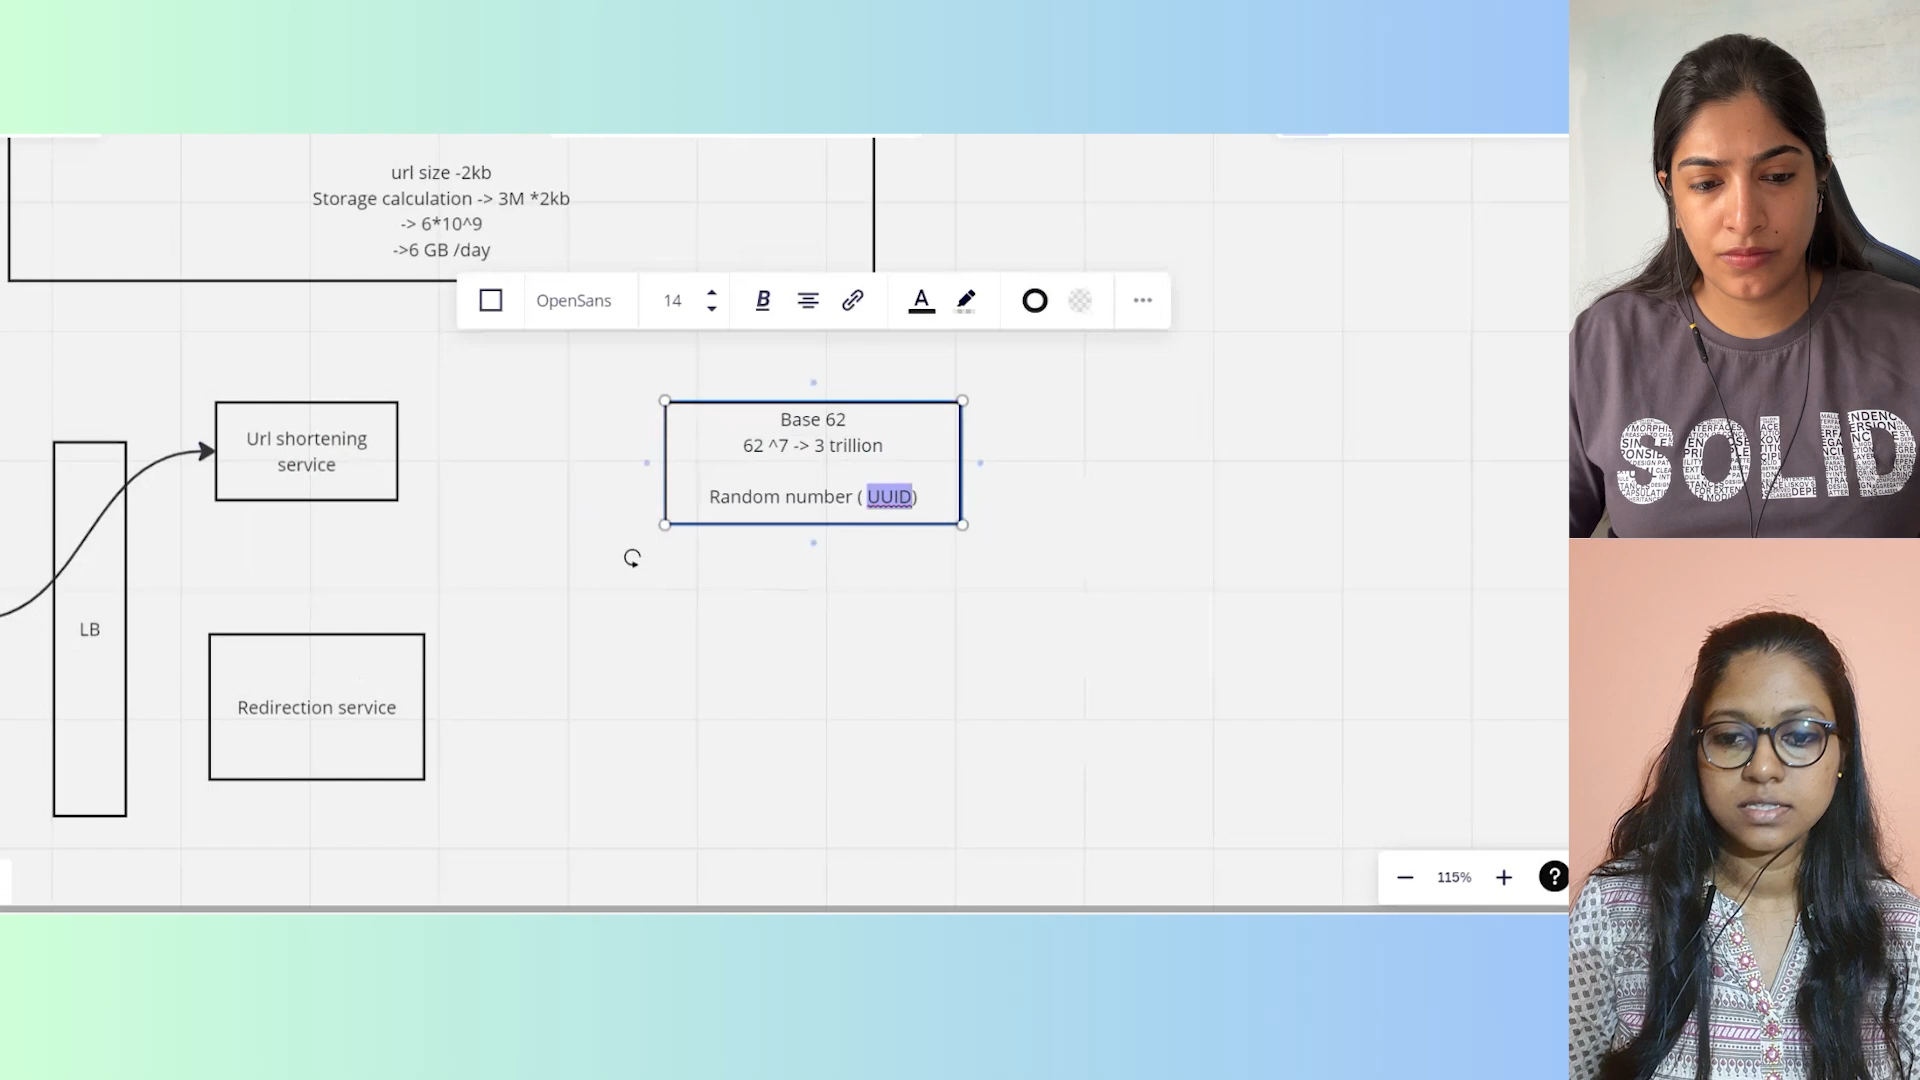 url size -2kb
Storage calculation -> 3M *2kb
-> 6*10^9
->6 GB /day
OpenSans
14
B
A
Base 62
62 ^7 -> 3 trillion
Random number ( UUID)
Url shortening
service
LB
Redirection service
115%
?
SOLID